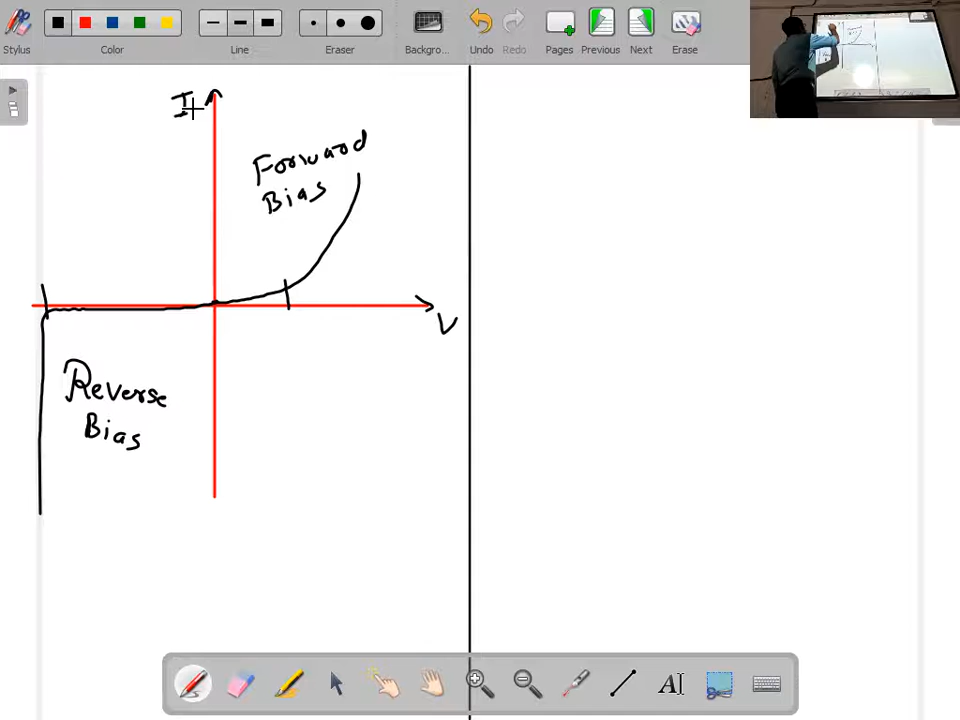 Stylus
Color
Line
Eraser
Backgro...
Undo
Redo
Pages
Previous
Next
Erase
I
Forward
Bias
V
Reverse
Bias
A